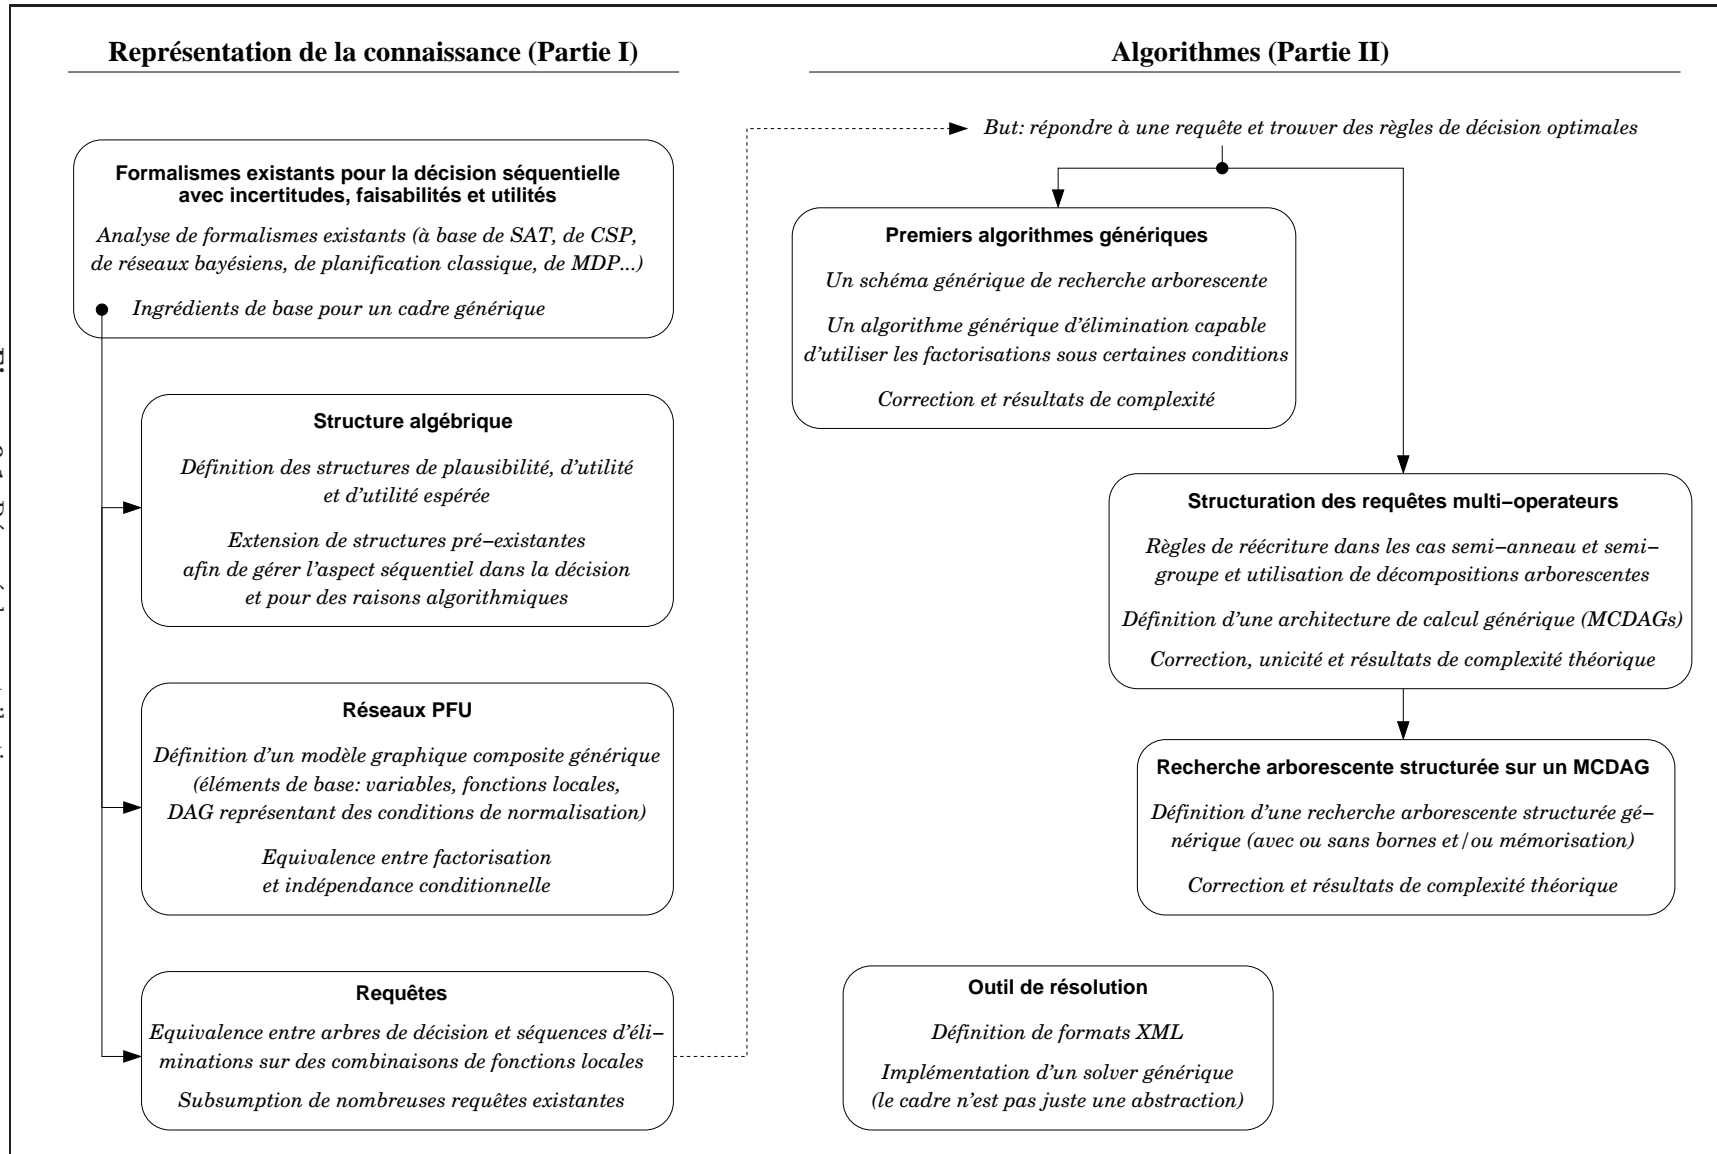 Représentation de la connaissance (Partie I)
Formalismes existants pour la décision séquentielle
avec incertitudes, faisabilités et utilités
Analyse de formalismes existants (à base de SAT, de CSP,
de réseaux bayésiens, de planification classique, de MDP...)
Ingrédients de base pour un cadre générique
Structure algébrique
Définition des structures de plausibilité, d'utilité
et d'utilité espérée
Extension de structures pré−existantes
afin de gérer l'aspect séquentiel dans la décision
et pour des raisons algorithmiques
Réseaux PFU
Définition d'un modèle graphique composite générique
(éléments de base: variables, fonctions locales,
DAG représentant des conditions de normalisation)
Equivalence entre factorisation
et indépendance conditionnelle
Requêtes
Equivalence entre arbres de décision et séquences d'éli−
minations sur des combinaisons de fonctions locales
Subsumption de nombreuses requêtes existantes
Algorithmes (Partie II)
But: répondre à une requête et trouver des règles de décision optimales
Premiers algorithmes génériques
Un schéma générique de recherche arborescente
Un algorithme générique d'élimination capable
d'utiliser les factorisations sous certaines conditions
Correction et résultats de complexité
Structuration des requêtes multi−operateurs
Règles de réécriture dans les cas semi−anneau et semi−
groupe et utilisation de décompositions arborescentes
Définition d'une architecture de calcul générique (MCDAGs)
Correction, unicité et résultats de complexité théorique
Recherche arborescente structurée sur un MCDAG
Définition d'une recherche arborescente structurée gé−
nérique (avec ou sans bornes et/ou mémorisation)
Correction et résultats de complexité théorique
Outil de résolution
Définition de formats XML
Implémentation d'un solver générique
(le cadre n'est pas juste une abstraction)